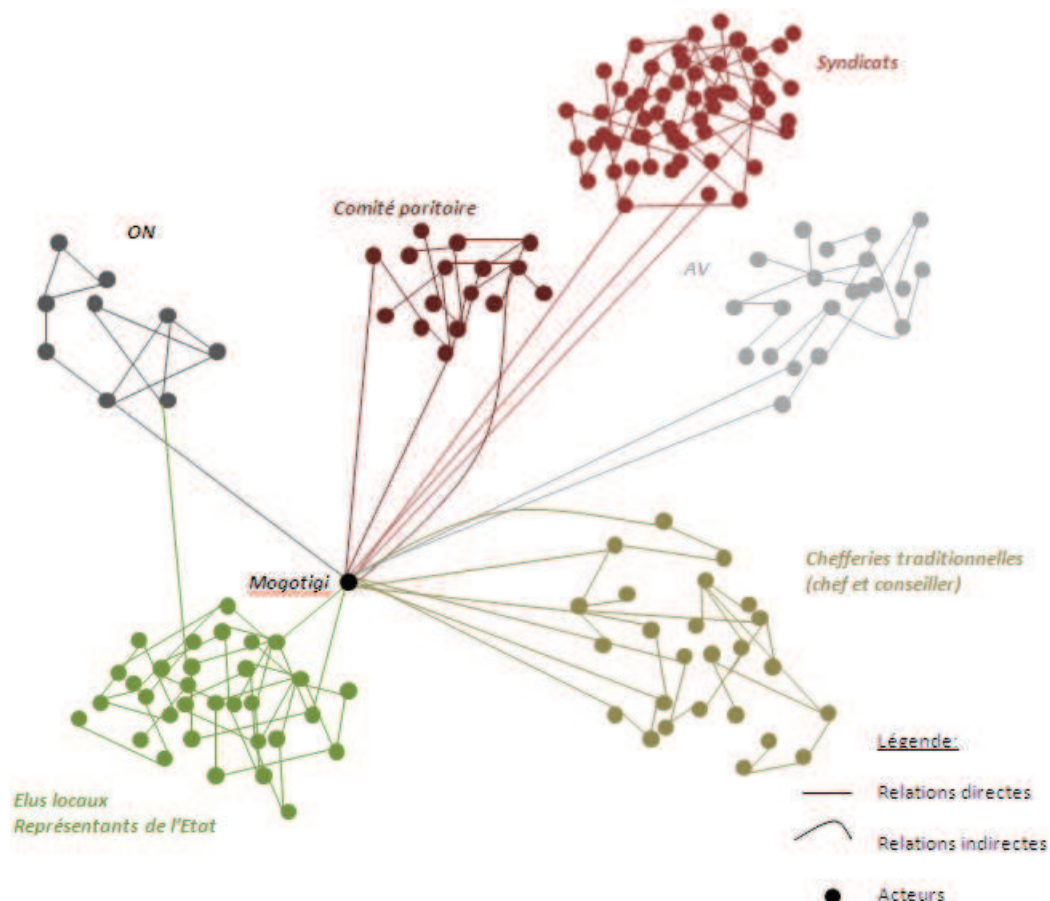 Syndicats
Comité paritaire
ON
AV
Mogotigi
Chefferies traditionnelles
(chef et conseiller)
Elus locaux
Représentants de l'Etat
Légende:
Relations directes
Relations indirectes
Acteurs